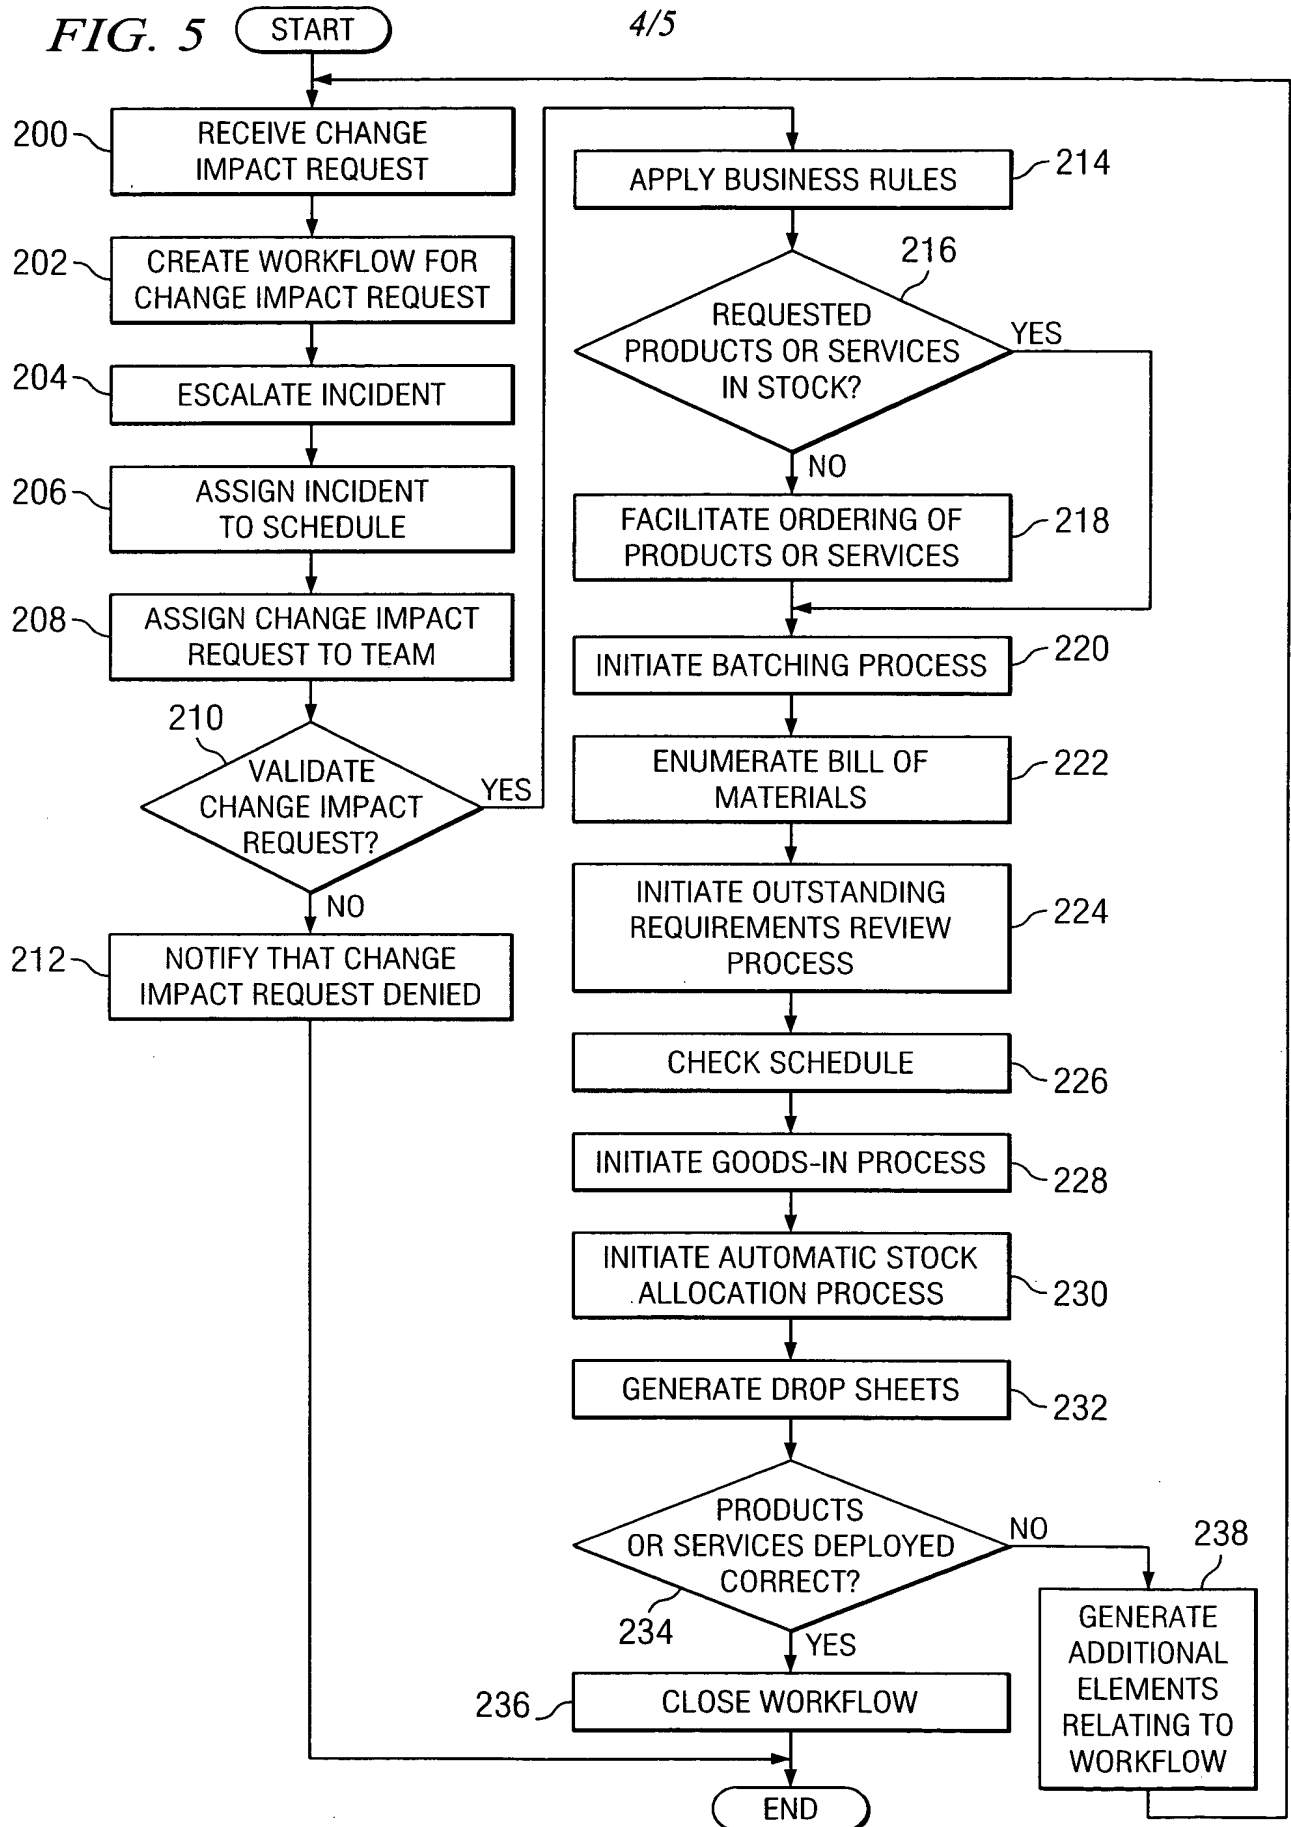 FIG. 5
START
4/5
200
RECEIVE CHANGE
IMPACT REQUEST
202
CREATE WORKFLOW FOR
CHANGE IMPACT REQUEST
204
ESCALATE INCIDENT
206
ASSIGN INCIDENT
TO SCHEDULE
208
ASSIGN CHANGE IMPACT
REQUEST TO TEAM
210
VALIDATE
CHANGE IMPACT
REQUEST?
YES
NO
212
NOTIFY THAT CHANGE
IMPACT REQUEST DENIED
APPLY BUSINESS RULES
214
216
REQUESTED
PRODUCTS OR SERVICES
IN STOCK?
YES
NO
FACILITATE ORDERING OF
PRODUCTS OR SERVICES
218
INITIATE BATCHING PROCESS
220
ENUMERATE BILL OF
MATERIALS
222
INITIATE OUTSTANDING
REQUIREMENTS REVIEW
PROCESS
224
CHECK SCHEDULE
226
INITIATE GOODS-IN PROCESS
228
INITIATE AUTOMATIC STOCK
ALLOCATION PROCESS
230
GENERATE DROP SHEETS
232
PRODUCTS
OR SERVICES DEPLOYED
CORRECT?
234
NO
YES
238
GENERATE
ADDITIONAL
ELEMENTS
RELATING TO
WORKFLOW
236
CLOSE WORKFLOW
END